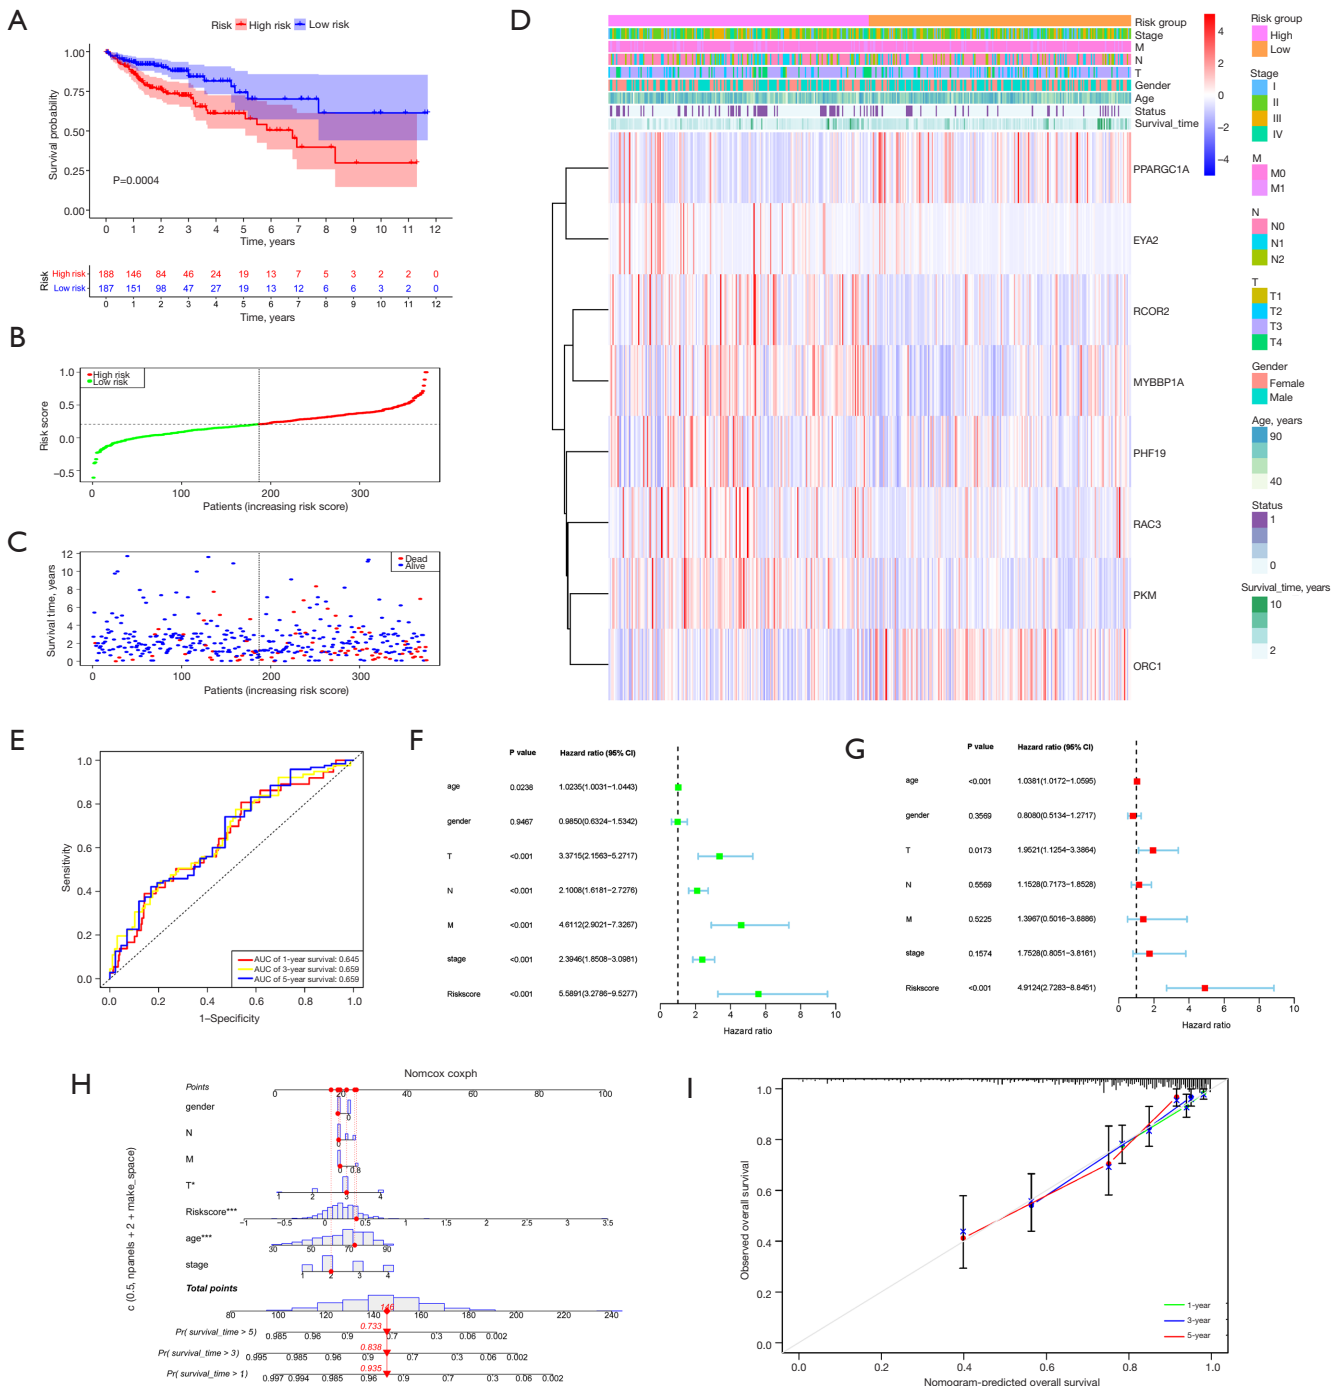 A
Risk High risk Low risk
Survival probability
1.00
0.75
0.50
0.25
0.00
P=0.0004
0 1 2 3 4 5 6 7 8 9 10 11 12
Time, years
Risk
High risk 188 146 84 46 24 19 13 7 5 3 2 2 0
Low risk 187 151 98 47 27 19 13 12 6 6 3 2 0
0 1 2 3 4 5 6 7 8 9 10 11 12
Time, years
B
High risk
Low risk
Risk score
1.0
0.5
0.0
−0.5
0 100 200 300
Patients (increasing risk score)
C
Dead
Alive
Survival time, years
12
10
8
6
4
2
0
0 100 200 300
Patients (increasing risk score)
D
Risk group
Stage
M
N
T
Gender
Age
Status
Survival_time
PPARGC1A
EYA2
RCOR2
MYBBP1A
PHF19
RAC3
PKM
ORC1
4
2
0
−2
−4
Risk group
High
Low
Stage
I
II
III
IV
M
M0
M1
N
N0
N1
N2
T
T1
T2
T3
T4
Gender
Female
Male
Age, years
90
40
Status
1
0
Survival_time, years
10
2
E
Sensitivity
1.0
0.8
0.6
0.4
0.2
0.0
AUC of 1-year survival: 0.645
AUC of 3-year survival: 0.659
AUC of 5-year survival: 0.659
0.0 0.2 0.4 0.6 0.8 1.0
1−Specificity
F
P value Hazard ratio (95% CI)
age 0.0238 1.0235(1.0031−1.0443)
gender 0.9467 0.9850(0.6324−1.5342)
T <0.001 3.3715(2.1563−5.2717)
N <0.001 2.1008(1.6181−2.7276)
M <0.001 4.6112(2.9021−7.3267)
stage <0.001 2.3946(1.8508−3.0981)
Riskscore <0.001 5.5891(3.2786−9.5277)
0 2 4 6 8 10
Hazard ratio
G
P value Hazard ratio (95% CI)
age <0.001 1.0381(1.0172−1.0595)
gender 0.3569 0.8080(0.5134−1.2717)
T 0.0173 1.9521(1.1254−3.3864)
N 0.5569 1.1528(0.7173−1.8528)
M 0.5225 1.3967(0.5016−3.8886)
stage 0.1574 1.7528(0.8051−3.8161)
Riskscore <0.001 4.9124(2.7283−8.8451)
0 2 4 6 8 10
Hazard ratio
H
Nomcox coxph
c (0.5, npanels + 2 + make_space)
Points 0 20 40 60 80 100
gender
0
N
0
M
0 0.8
T*
1 2 3 4
Riskscore***
−1 −0.5 0 0.5 1 1.5 2 2.5 3 3.5
age***
30 50 70 90
stage
1 2 3 4
Total points
146
80 100 120 140 160 180 200 220 240
0.733
Pr( survival_time > 5) 0.985 0.96 0.9 0.7 0.3 0.06 0.002
0.838
Pr( survival_time > 3) 0.995 0.985 0.96 0.9 0.7 0.3 0.06 0.002
0.935
Pr( survival_time > 1) 0.997 0.994 0.985 0.96 0.9 0.7 0.3 0.06 0.002
I
Observed overall survival
1.0
0.8
0.6
0.4
0.2
0.0
1-year
3-year
5-year
0.0 0.2 0.4 0.6 0.8 1.0
Nomogram-predicted overall survival